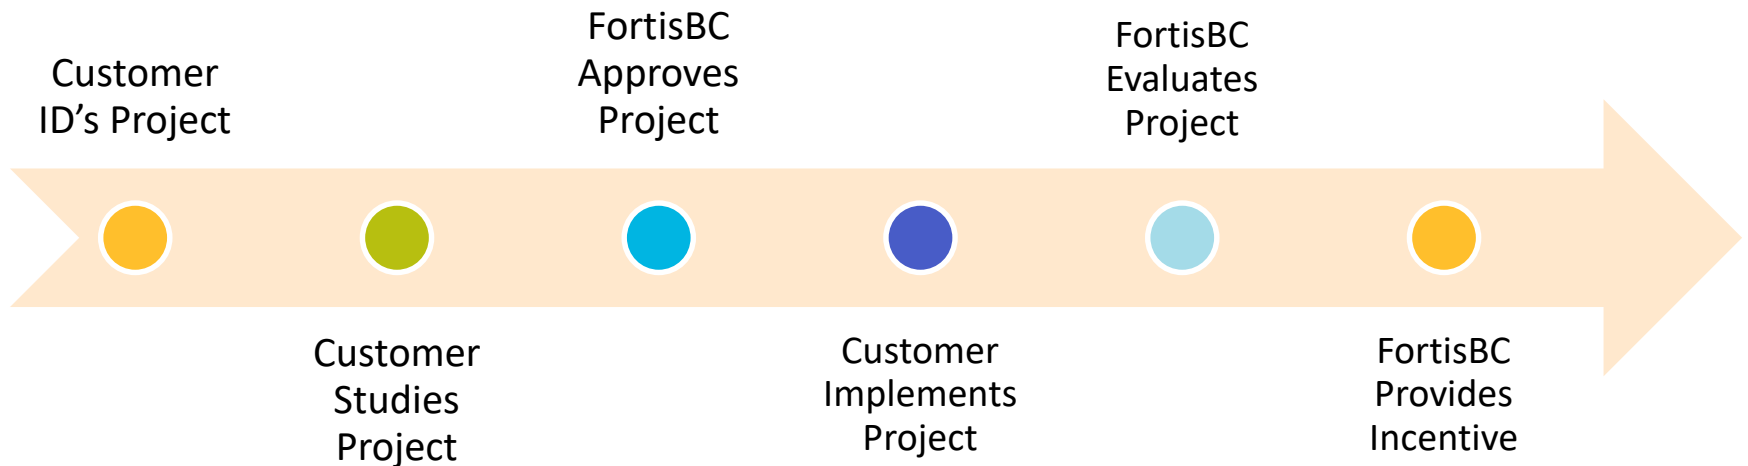 Customer
ID’s Project
Customer
Studies
Project
FortisBC
Approves
Project
Customer
Implements
Project
FortisBC
Evaluates
Project
FortisBC
Provides
Incentive